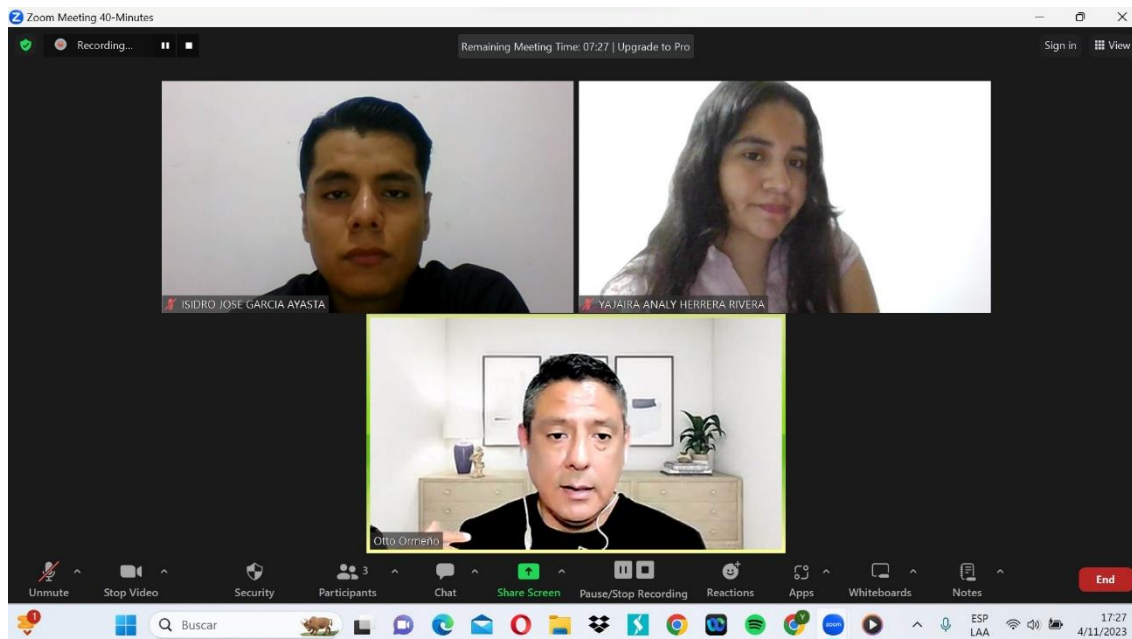 Zoom Meeting 40-Minutes
Recording...
Remaining Meeting Time: 07:27 | Upgrade to Pro
Sign in
View
ISIDRO JOSE GARCIA AYASTA
YAJAIRA ANALY HERRERA RIVERA
Otto Ormeño
Unmute
Stop Video
Security
3
Participants
Chat
Share Screen
Pause/Stop Recording
Reactions
Apps
Whiteboards
Notes
End
1
Buscar
zoom
ESP
LAA
17:27
4/11/2023